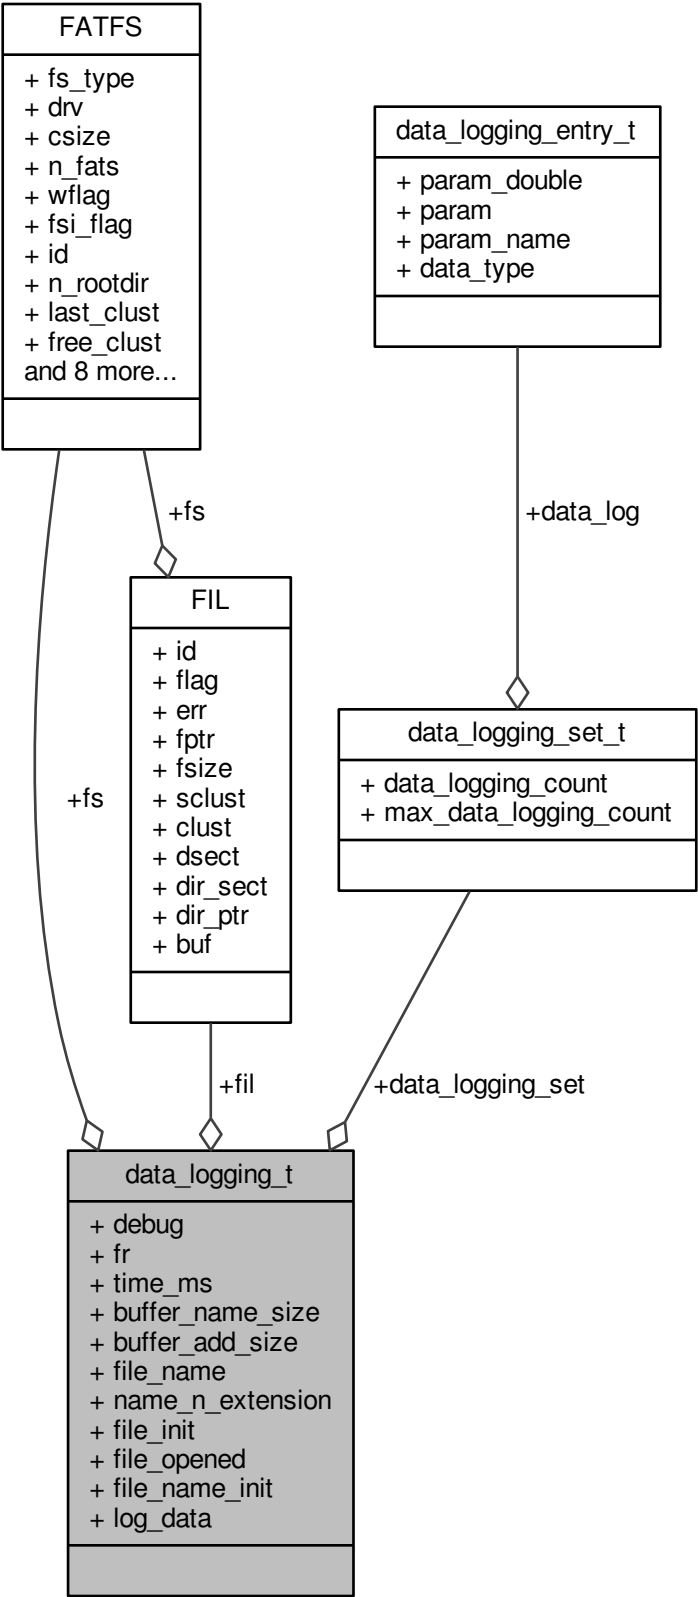 FATFS
+ fs_type
+ drv
+ csize
+ n_fats
+ wflag
+ fsi_flag
+ id
+ n_rootdir
+ last_clust
+ free_clust
and 8 more...
data_logging_entry_t
+ param_double
+ param
+ param_name
+ data_type
+fs
+data_log
FIL
+ id
+ flag
+ err
+ fptr
+ fsize
+ sclust
+ clust
+ dsect
+ dir_sect
+ dir_ptr
+ buf
data_logging_set_t
+ data_logging_count
+ max_data_logging_count
+fs
+fil
+data_logging_set
data_logging_t
+ debug
+ fr
+ time_ms
+ buffer_name_size
+ buffer_add_size
+ file_name
+ name_n_extension
+ file_init
+ file_opened
+ file_name_init
+ log_data